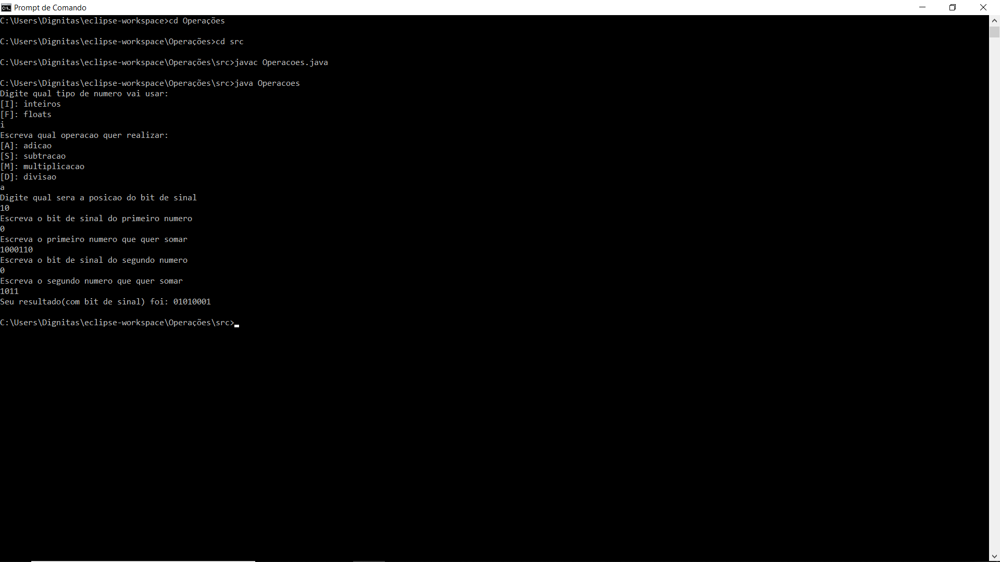 Prompt de Comando
C:\Users\Dignitas\eclipse-workspace>cd Operações
C:\Users\Dignitas\eclipse-workspace\Operações>cd src
C:\Users\Dignitas\eclipse-workspace\Operações\src>javac Operacoes.java
C:\Users\Dignitas\eclipse-workspace\Operações\src>java Operacoes
Digite qual tipo de numero vai usar:
[I]: inteiros
[F]: floats
i
Escreva qual operacao quer realizar:
[A]: adicao
[S]: subtracao
[M]: multiplicacao
[D]: divisao
a
Digite qual sera a posicao do bit de sinal
10
Escreva o bit de sinal do primeiro numero
0
Escreva o primeiro numero que quer somar
1000110
Escreva o bit de sinal do segundo numero
0
Escreva o segundo numero que quer somar
1011
Seu resultado(com bit de sinal) foi: 01010001
C:\Users\Dignitas\eclipse-workspace\Operações\src>